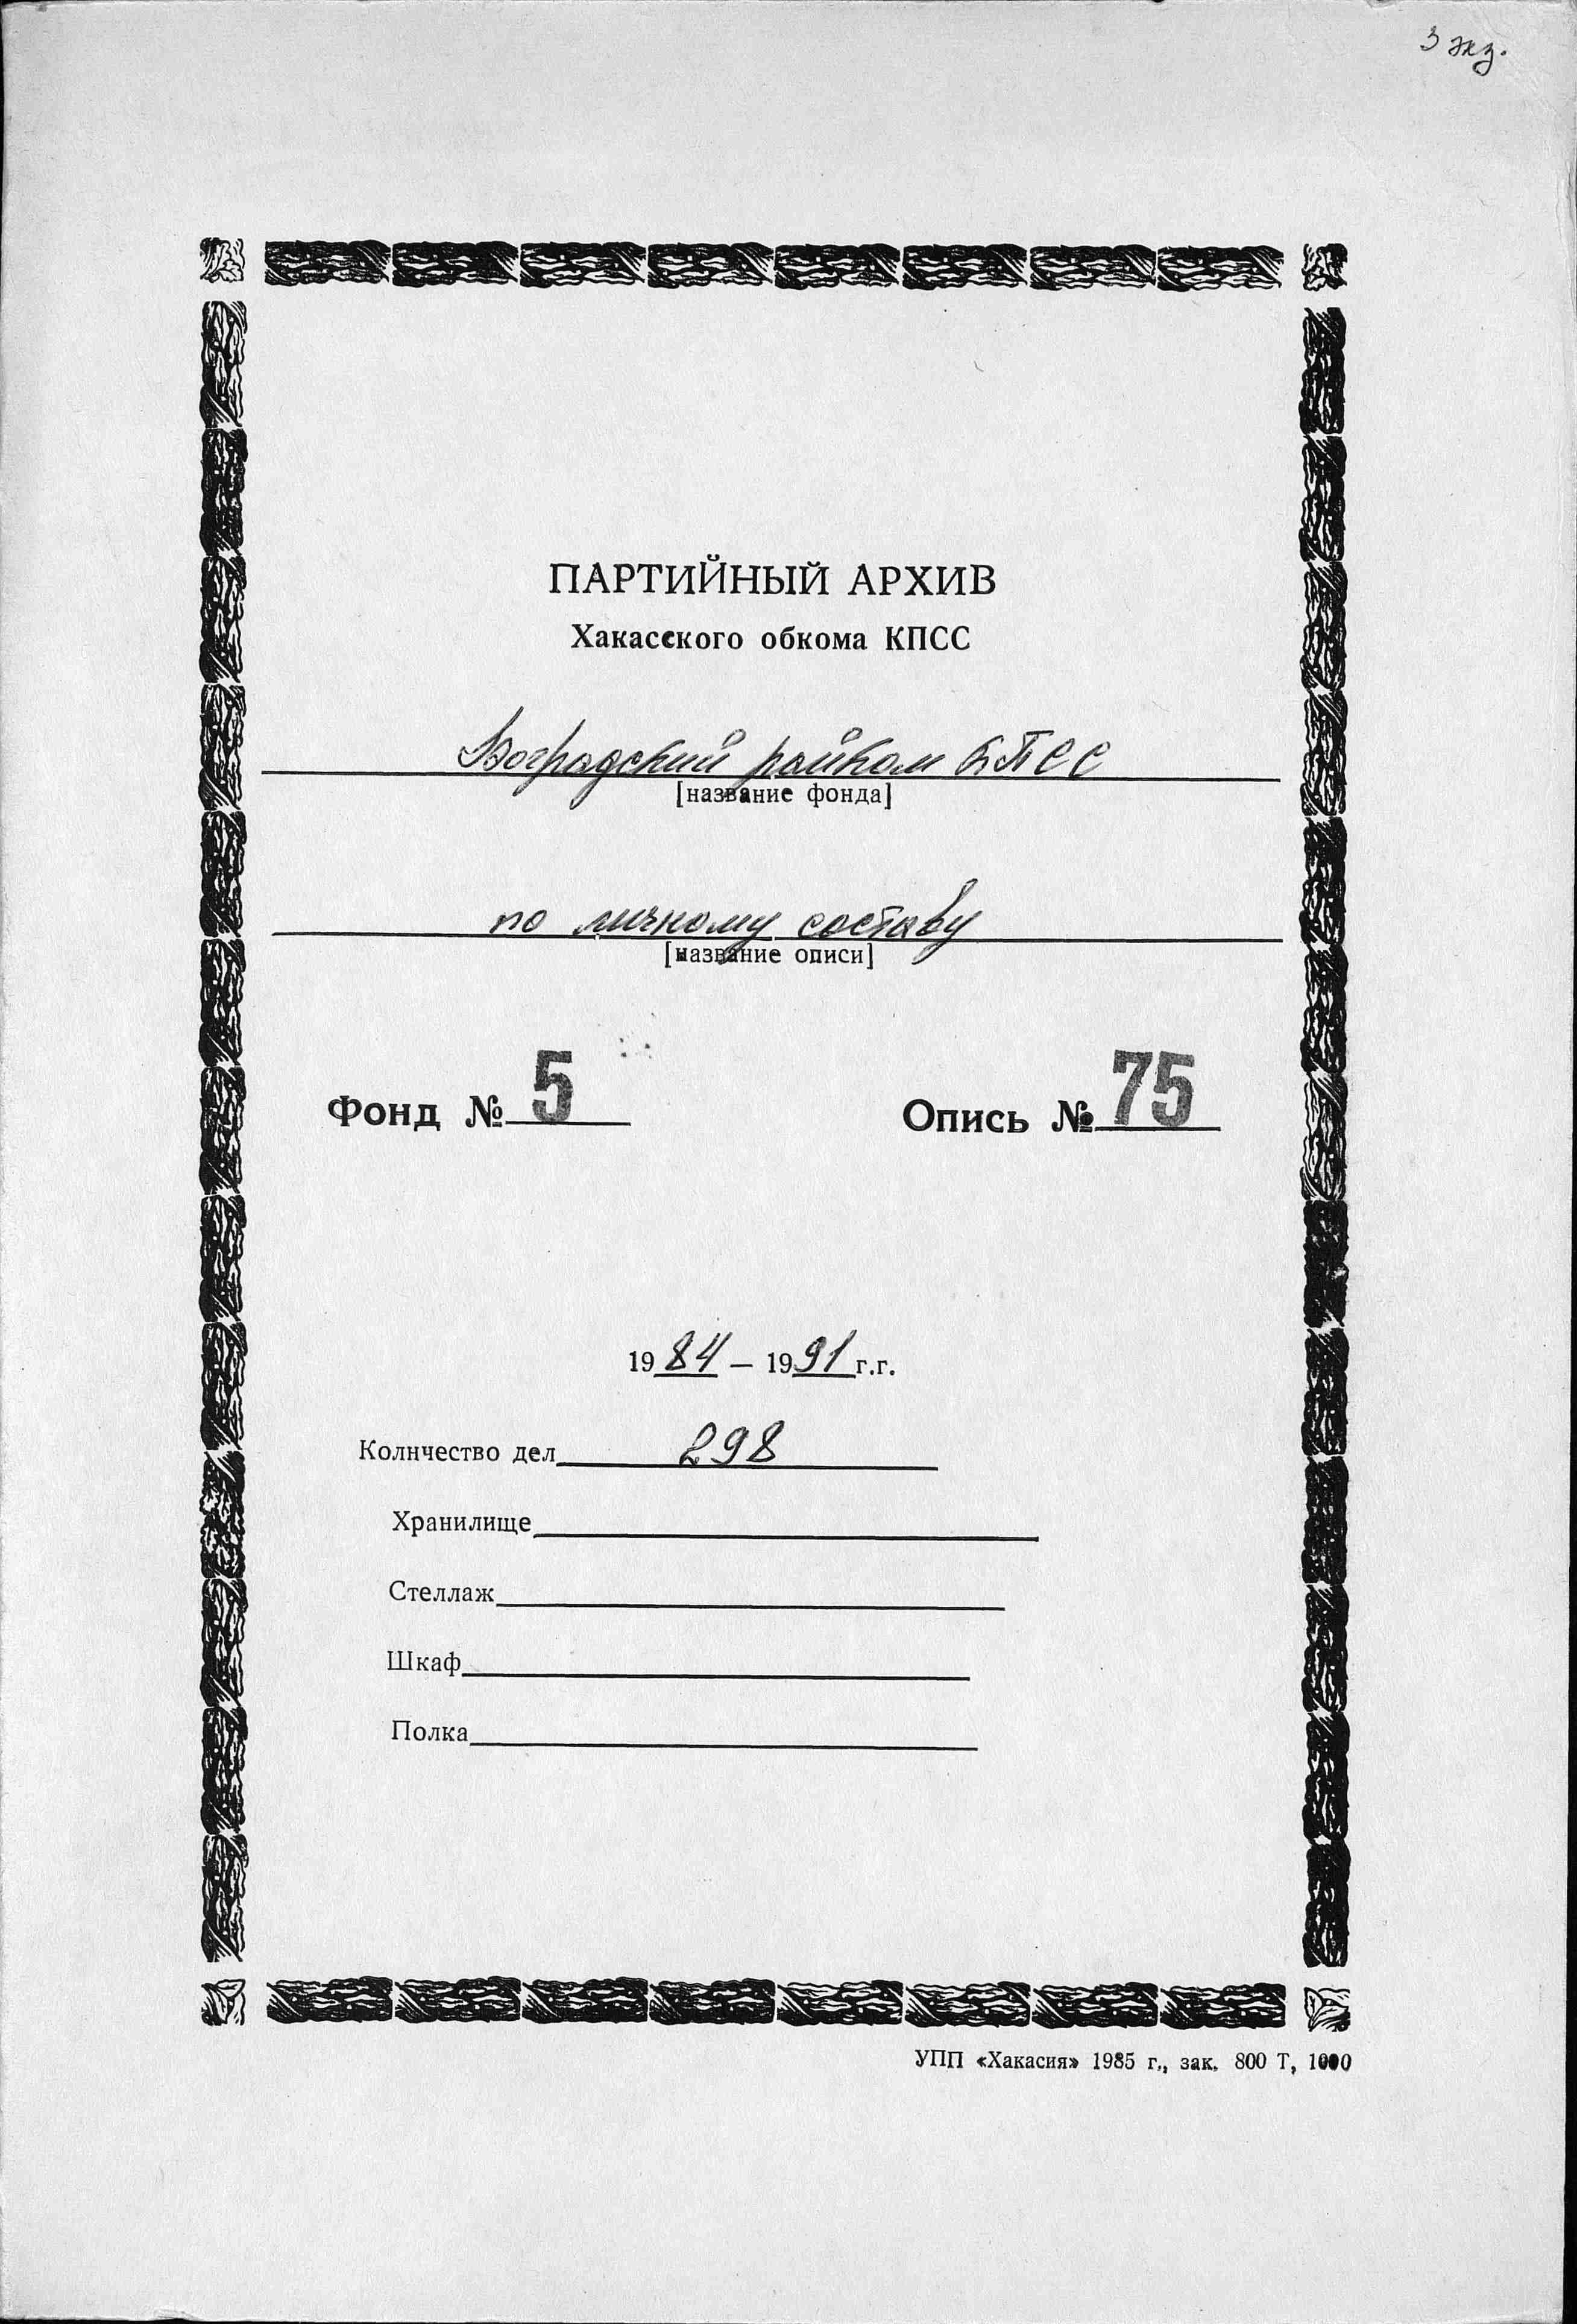 3 экз.
ПАРТИЙНЫЙ АРХИВ
Хакасского обкома КПСС
Боградский райком КПСС
[название фонда]
по личному составу
[название описи]
Фонд № 5 Опись № 75
1984 — 1991 г.г.
Количество дел 298
Хранилище
Стеллаж
Шкаф
Полка
УПП «Хакасия» 1985 г., зак. 800 Т, 1000